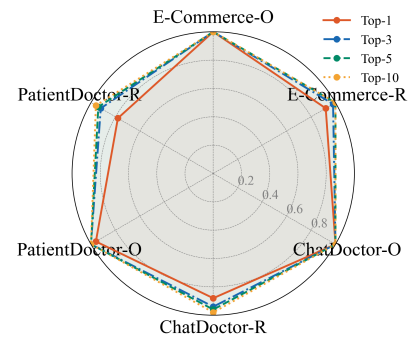 E-Commerce-O
Top-1
Top-3
Top-5
Top-10
PatientDoctor-R
E-Commerce-R
0.2
0.4
0.6
0.8
PatientDoctor-O
ChatDoctor-O
ChatDoctor-R